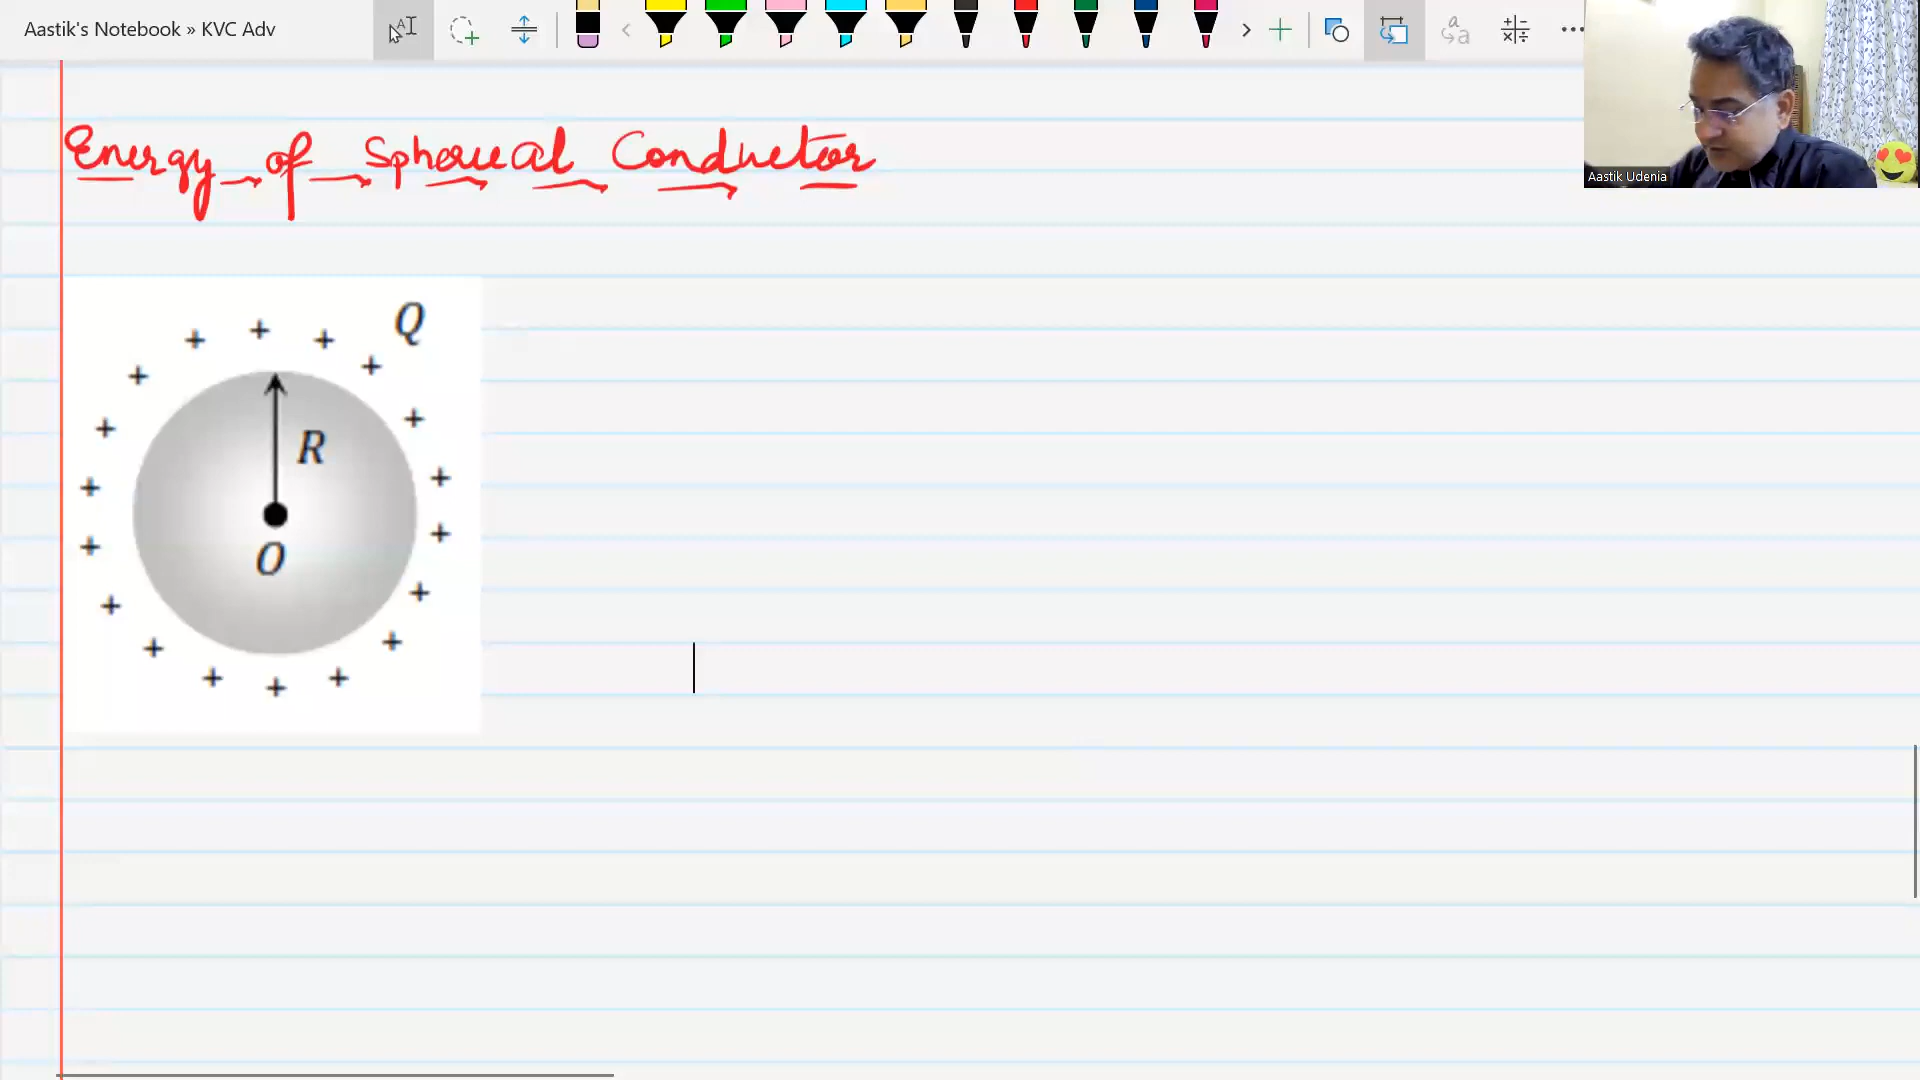 Aastik's Notebook » KVC Adv
Energy of Spherical Conductor
Q
R
O
Aastik Udenia